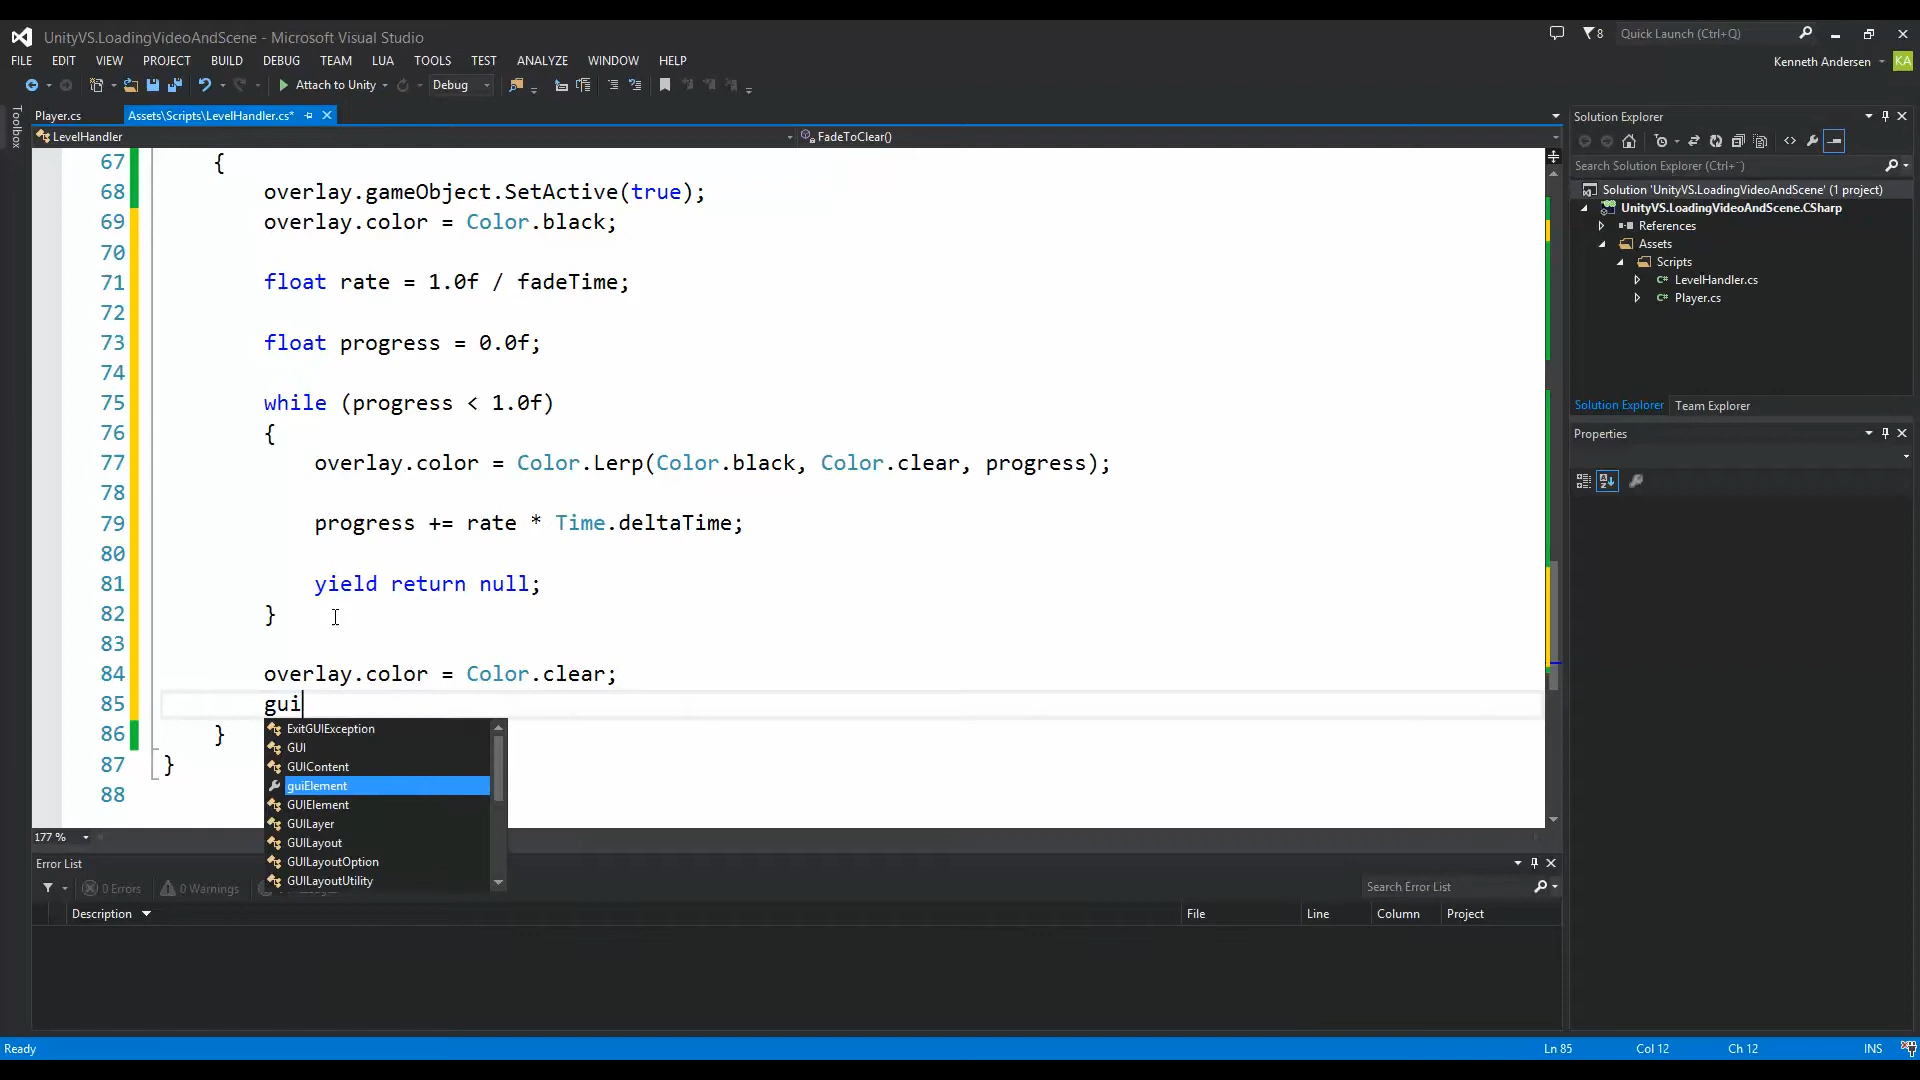 UnityVS.LoadingVideoAndScene - Microsoft Visual Studio
8
Quick Launch (Ctrl+Q)
FILE EDIT VIEW PROJECT BUILD DEBUG TEAM LUA TOOLS TEST ANALYZE WINDOW HELP
Kenneth Andersen KA
Attach to Unity Debug
Toolbox
Player.cs Assets\Scripts\LevelHandler.cs*
LevelHandler FadeToClear()
67 {
68 overlay.gameObject.SetActive(true);
69 overlay.color = Color.black;
70
71 float rate = 1.0f / fadeTime;
72
73 float progress = 0.0f;
74
75 while (progress < 1.0f)
76 {
77 overlay.color = Color.Lerp(Color.black, Color.clear, progress);
78
79 progress += rate * Time.deltaTime;
80
81 yield return null;
82 }
83
84 overlay.color = Color.clear;
85 gui
86 }
87 }
88
ExitGUIException
GUI
GUIContent
guiElement
GUIElement
GUILayer
GUILayout
GUILayoutOption
GUILayoutUtility
177 %
Solution Explorer
Search Solution Explorer (Ctrl+¨)
Solution 'UnityVS.LoadingVideoAndScene' (1 project)
UnityVS.LoadingVideoAndScene.CSharp
References
Assets
Scripts
C# LevelHandler.cs
C# Player.cs
Solution Explorer Team Explorer
Properties
Error List
0 Errors 0 Warnings
Search Error List
Description File Line Column Project
Ready Ln 85 Col 12 Ch 12 INS